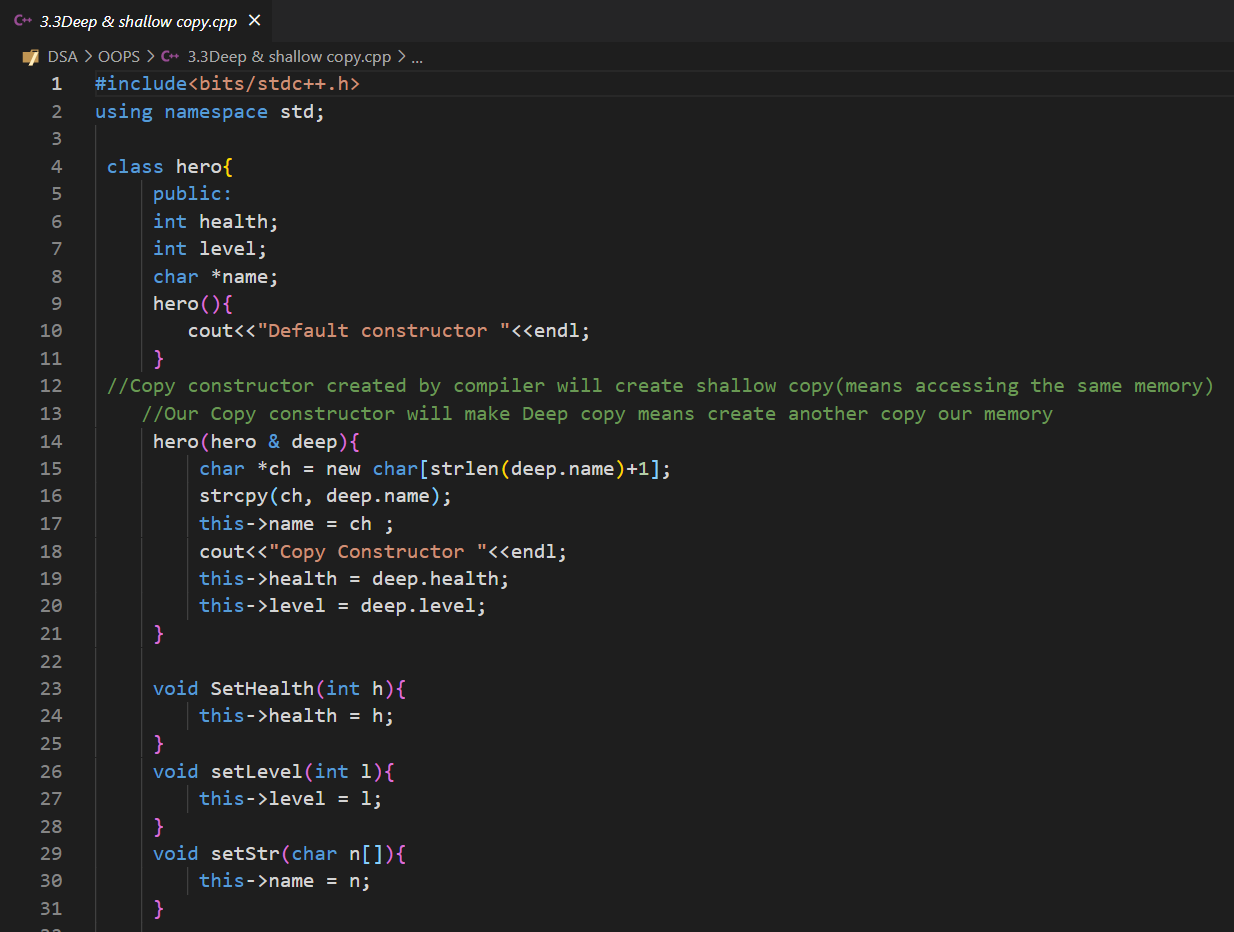 C++ 3.3Deep & shallow copy.cpp ×
DSA > OOPS > C++ 3.3Deep & shallow copy.cpp > ...
1 #include<bits/stdc++.h>
2 using namespace std;
3
4 class hero{
5 public:
6 int health;
7 int level;
8 char *name;
9 hero(){
10 cout<<"Default constructor "<<endl;
11 }
12 //Copy constructor created by compiler will create shallow copy(means accessing the same memory)
13 //Our Copy constructor will make Deep copy means create another copy our memory
14 hero(hero & deep){
15 char *ch = new char[strlen(deep.name)+1];
16 strcpy(ch, deep.name);
17 this->name = ch ;
18 cout<<"Copy Constructor "<<endl;
19 this->health = deep.health;
20 this->level = deep.level;
21 }
22
23 void SetHealth(int h){
24 this->health = h;
25 }
26 void setLevel(int l){
27 this->level = l;
28 }
29 void setStr(char n[]){
30 this->name = n;
31 }